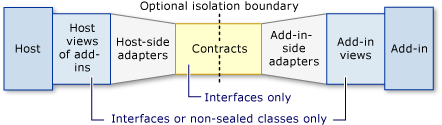 Optional isolation boundary
Host
Host
views
of add-
ins
Host-side
adapters
Contracts
Add-in-
side
adapters
Add-in
views
Add-in
Interfaces only
Interfaces or non-sealed classes only